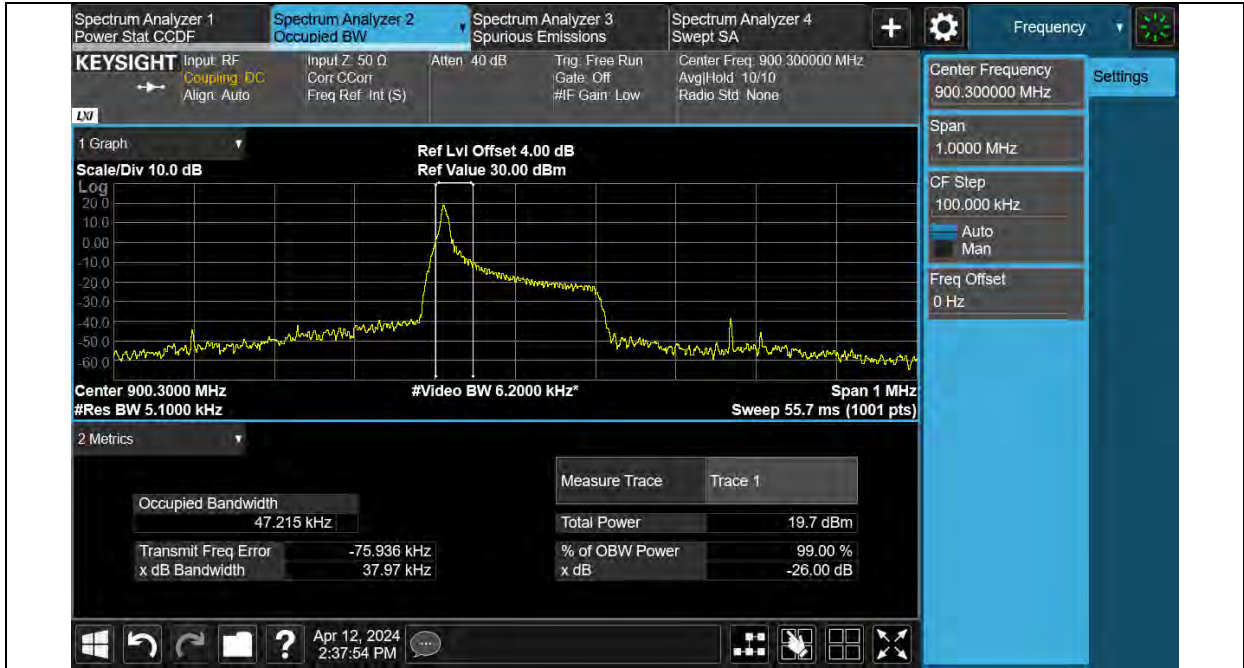 Spectrum Analyzer 1
Power Stat CCDF
Spectrum Analyzer 2
Occupied BW
Spectrum Analyzer 3
Spurious Emissions
Spectrum Analyzer 4
Swept SA
Frequency
KEYSIGHT
Input: RF
Coupling: DC
Align: Auto
Input Z: 50 Ω
Corr CCorr
Freq Ref: Int (S)
Atten: 40 dB
Trig: Free Run
Gate: Off
#IF Gain: Low
Center Freq: 900.300000 MHz
Avg|Hold: 10/10
Radio Std: None
LXI
Center Frequency
900.300000 MHz
Settings
Span
1.0000 MHz
CF Step
100.000 kHz
Auto
Man
Freq Offset
0 Hz
1 Graph
Scale/Div 10.0 dB
Ref Lvl Offset 4.00 dB
Ref Value 30.00 dBm
Log
20.0
10.0
0.00
-10.0
-20.0
-30.0
-40.0
-50.0
-60.0
Center 900.3000 MHz
#Video BW 6.2000 kHz*
Span 1 MHz
#Res BW 5.1000 kHz
Sweep 55.7 ms (1001 pts)
2 Metrics
Measure Trace Trace 1
Occupied Bandwidth
47.215 kHz
Total Power 19.7 dBm
Transmit Freq Error -75.936 kHz
% of OBW Power 99.00 %
x dB Bandwidth 37.97 kHz
x dB -26.00 dB
?
Apr 12, 2024
2:37:54 PM